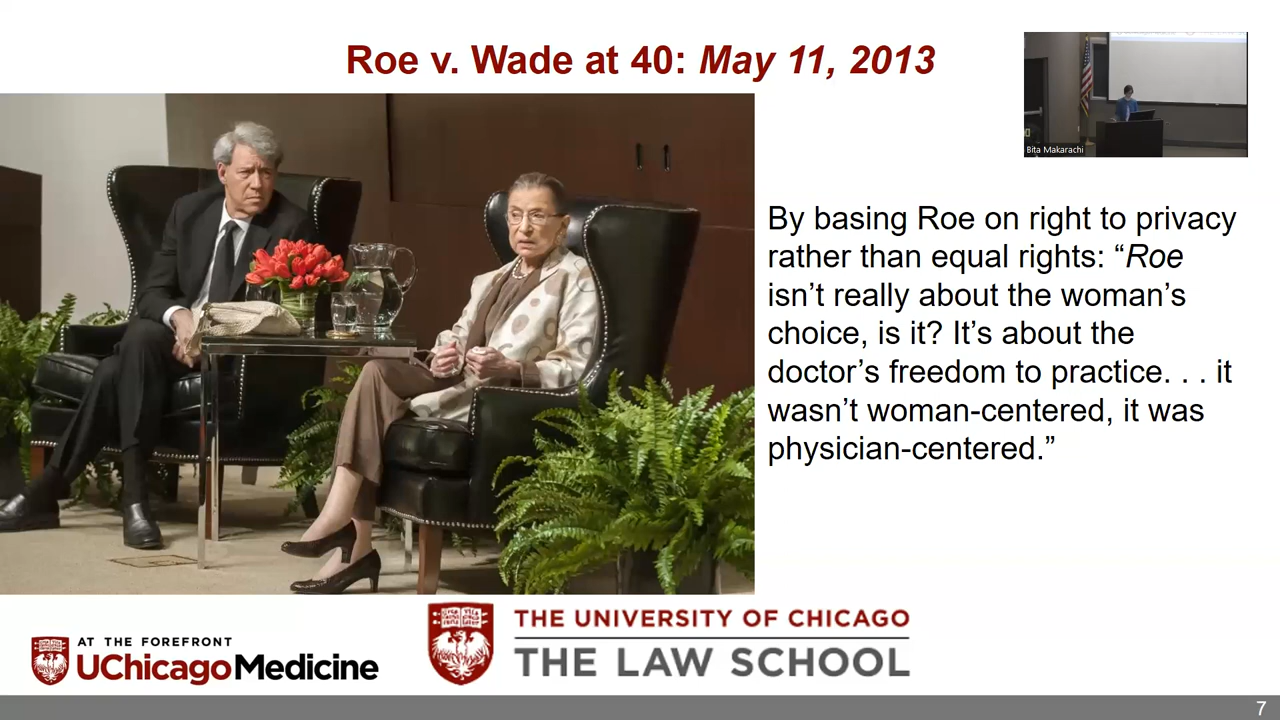 Roe v. Wade at 40: May 11, 2013
Bita Makarachi
By basing Roe on right to privacy
rather than equal rights: “Roe
isn’t really about the woman’s
choice, is it? It’s about the
doctor’s freedom to practice. . . it
wasn’t woman-centered, it was
physician-centered.”
AT THE FOREFRONT
UChicagoMedicine
THE UNIVERSITY OF CHICAGO
THE LAW SCHOOL
7